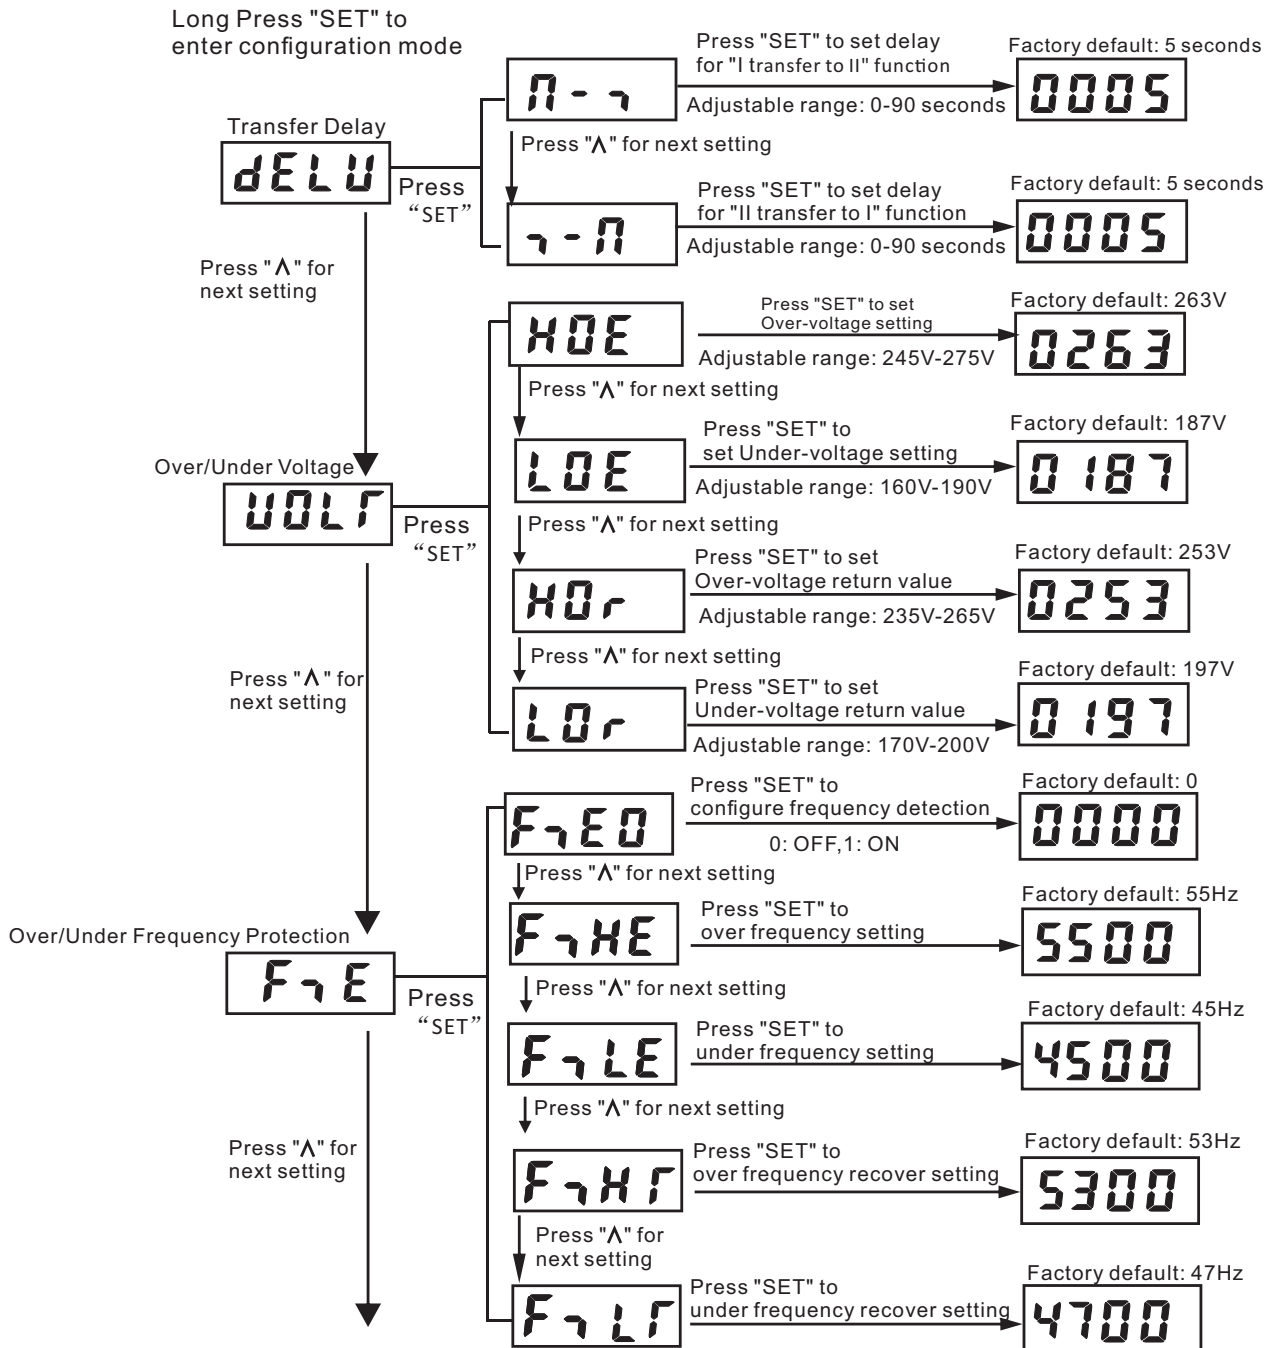 Long Press "SET" to
enter configuration mode
Transfer Delay
dELU
Press
“SET”
Press "Λ" for
next setting
Π-┐
Press "SET" to set delay
for "I transfer to II" function
Adjustable range: 0-90 seconds
Factory default: 5 seconds
0005
Press "Λ" for next setting
┐-Π
Press "SET" to set delay
for "II transfer to I" function
Adjustable range: 0-90 seconds
Factory default: 5 seconds
0005
Over/Under Voltage
UOLΓ
Press
“SET”
Press "Λ" for
next setting
HOE
Press "SET" to set
Over-voltage setting
Adjustable range: 245V-275V
Factory default: 263V
0263
Press "Λ" for next setting
LOE
Press "SET" to
set Under-voltage setting
Adjustable range: 160V-190V
Factory default: 187V
0187
Press "Λ" for next setting
HOr
Press "SET" to set
Over-voltage return value
Adjustable range: 235V-265V
Factory default: 253V
0253
Press "Λ" for next setting
LOr
Press "SET" to set
Under-voltage return value
Adjustable range: 170V-200V
Factory default: 197V
0197
Over/Under Frequency Protection
F┐E
Press
“SET”
Press "Λ" for
next setting
F┐EO
Press "SET" to
configure frequency detection
0: OFF,1: ON
Factory default: 0
0000
Press "Λ" for next setting
F┐HE
Press "SET" to
over frequency setting
Factory default: 55Hz
5500
Press "Λ" for next setting
F┐LE
Press "SET" to
under frequency setting
Factory default: 45Hz
4500
Press "Λ" for next setting
F┐HΓ
Press "SET" to
over frequency recover setting
Factory default: 53Hz
5300
Press "Λ" for
next setting
F┐LΓ
Press "SET" to
under frequency recover setting
Factory default: 47Hz
4700